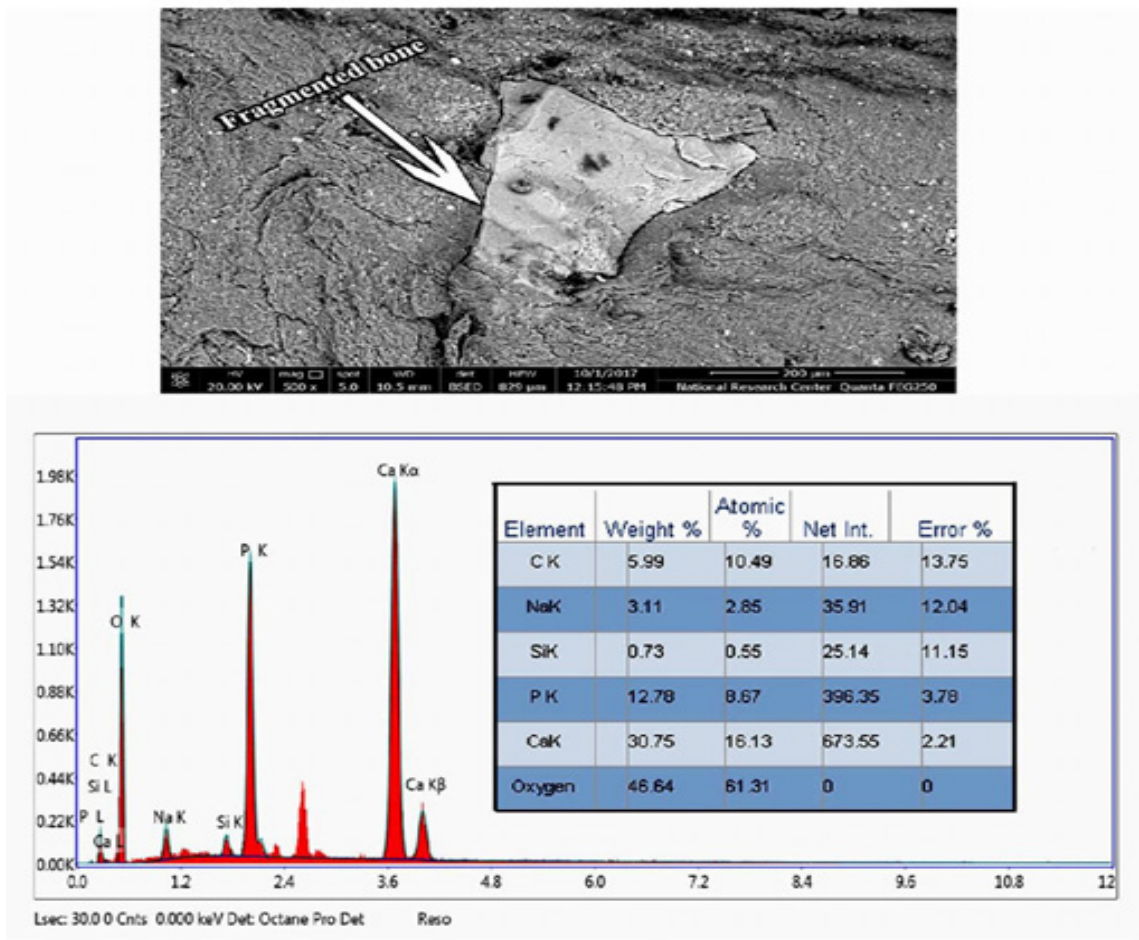 Fragmented bone
HV mag spot WD det HFW 10/1/2017 200 µm
20.00 kV 500 x 5.0 10.5 mm BSED 829 µm 12:15:48 PM National Research Center Quanta FEG250
1.98K
1.76K
1.54K
1.32K
1.10K
0.88K
0.66K
0.44K
0.22K
0.00K
Ca Kα
P K
O K
C K
Si L
P L
Ca L
Na K
Si K
Ca Kβ
0.0 1.2 2.4 3.6 4.8 6.0 7.2 8.4 9.6 10.8 12
Element Weight % Atomic % Net Int. Error %
C K 5.99 10.49 16.86 13.75
NaK 3.11 2.85 35.91 12.04
SiK 0.73 0.55 25.14 11.15
P K 12.78 8.67 396.35 3.78
CaK 30.75 16.13 673.55 2.21
Oxygen 46.64 61.31 0 0
Lsec: 30.0 0 Cnts 0.000 keV Det: Octane Pro Det Reso